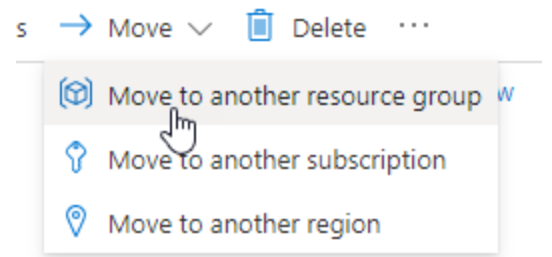 s Move Delete ...
Move to another resource group w
Move to another subscription
Move to another region